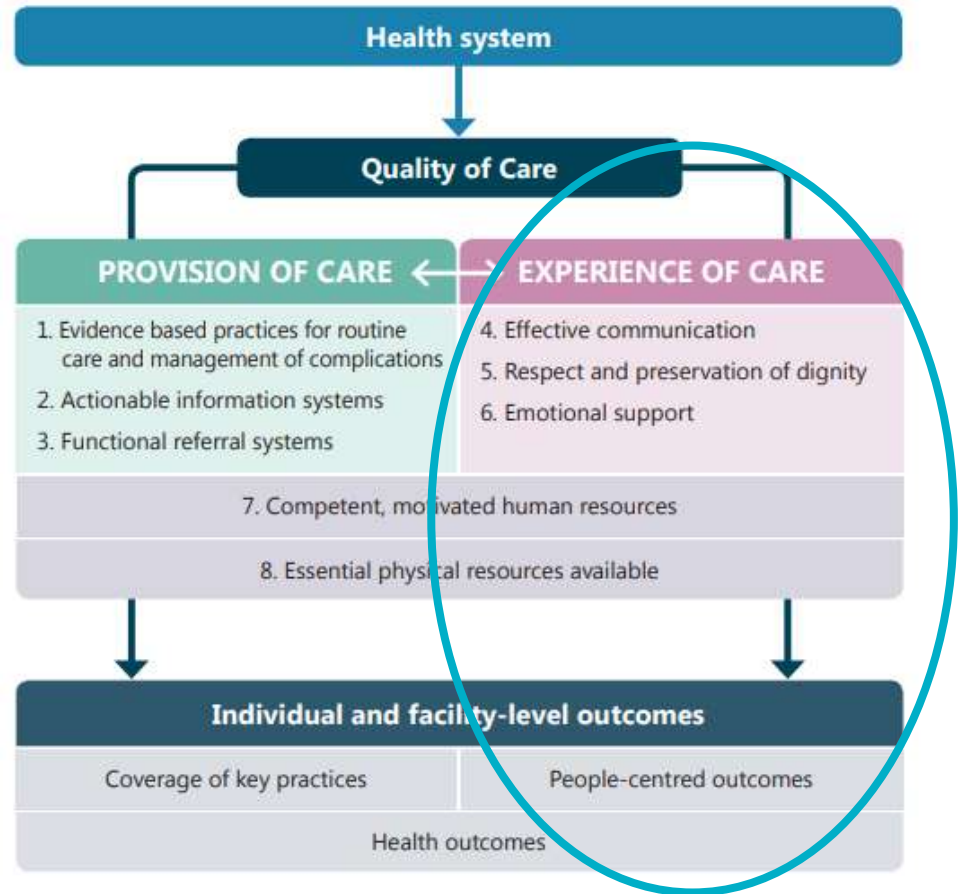 Health system
Quality of Care
PROVISION OF CARE
1. Evidence based practices for routine
care and management of complications
2. Actionable information systems
3. Functional referral systems
EXPERIENCE OF CARE
4. Effective communication
5. Respect and preservation of dignity
6. Emotional support
7. Competent, motivated human resources
8. Essential physical resources available
Individual and facility-level outcomes
Coverage of key practices
People-centred outcomes
Health outcomes